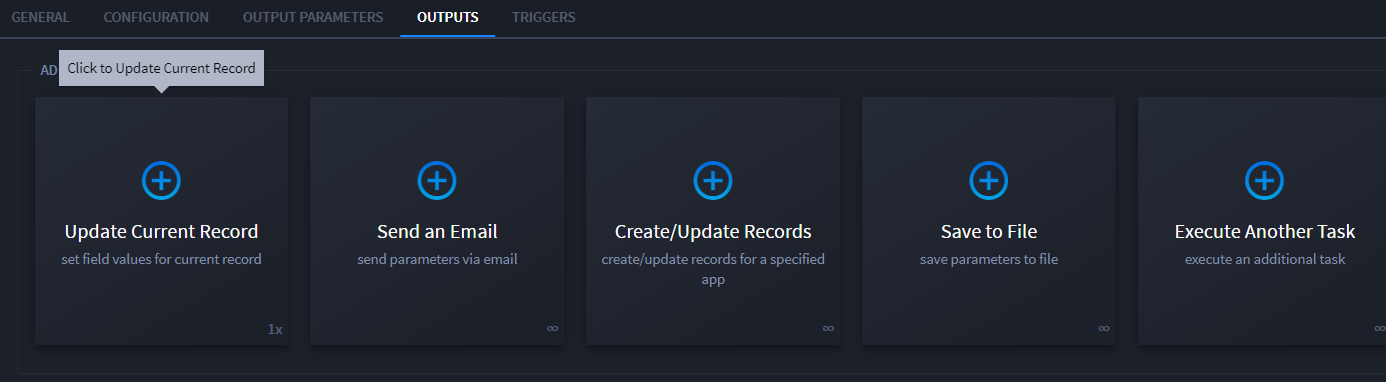 GENERAL CONFIGURATION OUTPUT PARAMETERS OUTPUTS TRIGGERS
AD
Click to Update Current Record
Update Current Record
set field values for current record
1x
Send an Email
send parameters via email
∞
Create/Update Records
create/update records for a specified
app
∞
Save to File
save parameters to file
∞
Execute Another Task
execute an additional task
∞